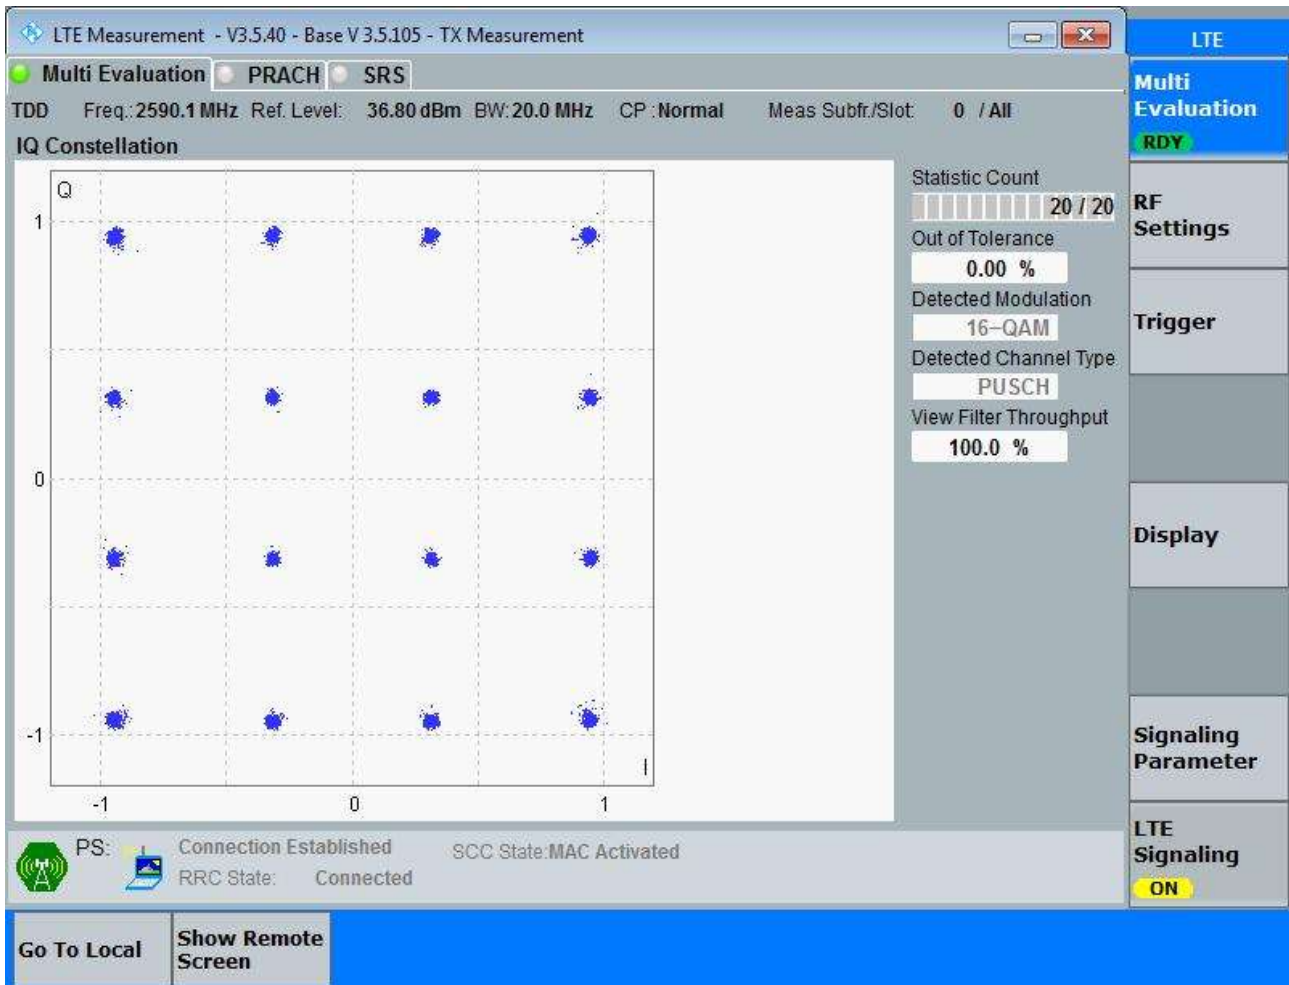 LTE Measurement - V3.5.40 - Base V 3.5.105 - TX Measurement
LTE
Multi Evaluation PRACH SRS
TDD Freq.: 2590.1 MHz Ref. Level: 36.80 dBm BW: 20.0 MHz CP : Normal Meas Subfr./Slot: 0 / All
IQ Constellation
Q
1
0
-1
-1 0 1
I
Statistic Count
20 / 20
Out of Tolerance
0.00 %
Detected Modulation
16-QAM
Detected Channel Type
PUSCH
View Filter Throughput
100.0 %
Multi
Evaluation
RDY
RF
Settings
Trigger
Display
Signaling
Parameter
LTE
Signaling
ON
PS: Connection Established SCC State: MAC Activated
RRC State: Connected
Go To Local
Show Remote
Screen